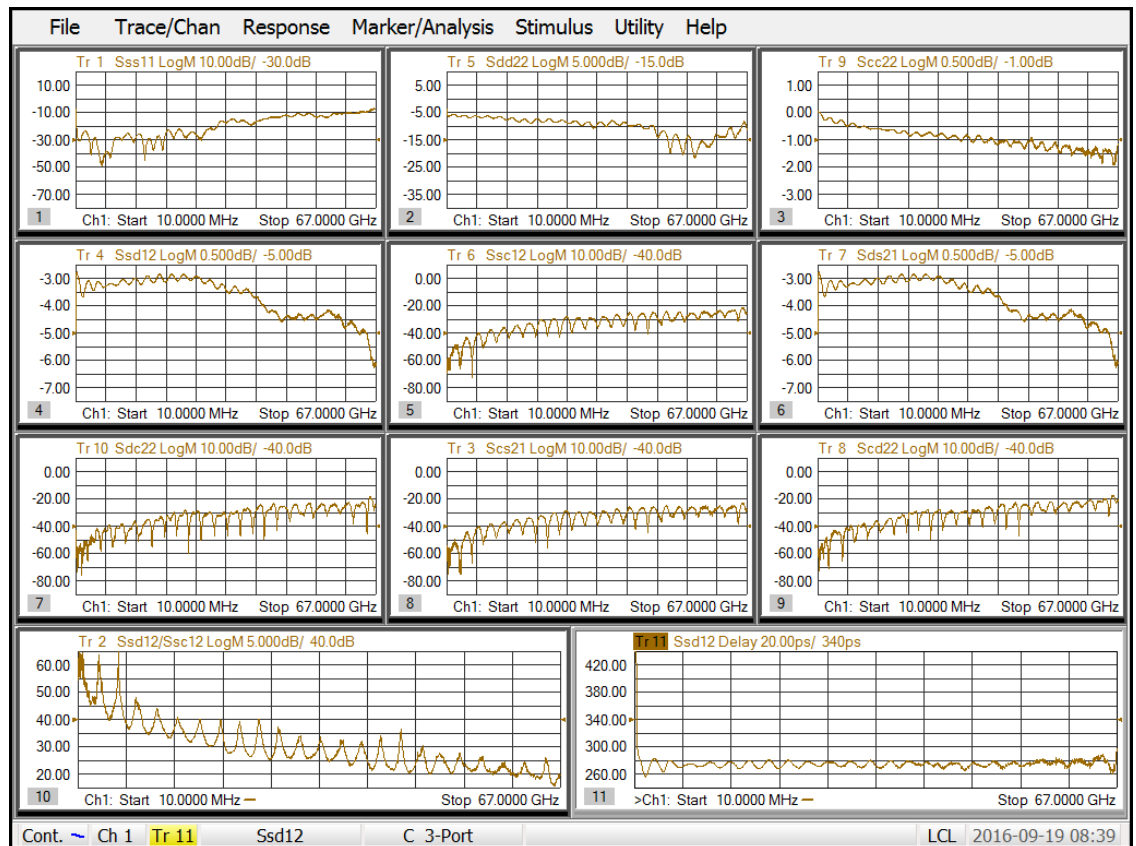 File Trace/Chan Response Marker/Analysis Stimulus Utility Help
Tr 1 Sss11 LogM 10.00dB/ -30.0dB
10.00
-10.00
-30.00
-50.00
-70.00
1 Ch1: Start 10.0000 MHz Stop 67.0000 GHz
Tr 5 Sdd22 LogM 5.000dB/ -15.0dB
5.00
-5.00
-15.00
-25.00
-35.00
2 Ch1: Start 10.0000 MHz Stop 67.0000 GHz
Tr 9 Scc22 LogM 0.500dB/ -1.00dB
1.00
0.00
-1.00
-2.00
-3.00
3 Ch1: Start 10.0000 MHz Stop 67.0000 GHz
Tr 4 Ssd12 LogM 0.500dB/ -5.00dB
-3.00
-4.00
-5.00
-6.00
-7.00
4 Ch1: Start 10.0000 MHz Stop 67.0000 GHz
Tr 6 Ssc12 LogM 10.00dB/ -40.0dB
0.00
-20.00
-40.00
-60.00
-80.00
5 Ch1: Start 10.0000 MHz Stop 67.0000 GHz
Tr 7 Sds21 LogM 0.500dB/ -5.00dB
-3.00
-4.00
-5.00
-6.00
-7.00
6 Ch1: Start 10.0000 MHz Stop 67.0000 GHz
Tr 10 Sdc22 LogM 10.00dB/ -40.0dB
0.00
-20.00
-40.00
-60.00
-80.00
7 Ch1: Start 10.0000 MHz Stop 67.0000 GHz
Tr 3 Scs21 LogM 10.00dB/ -40.0dB
0.00
-20.00
-40.00
-60.00
-80.00
8 Ch1: Start 10.0000 MHz Stop 67.0000 GHz
Tr 8 Scd22 LogM 10.00dB/ -40.0dB
0.00
-20.00
-40.00
-60.00
-80.00
9 Ch1: Start 10.0000 MHz Stop 67.0000 GHz
Tr 2 Ssd12/Ssc12 LogM 5.000dB/ 40.0dB
60.00
50.00
40.00
30.00
20.00
10 Ch1: Start 10.0000 MHz Stop 67.0000 GHz
Tr 11 Ssd12 Delay 20.00ps/ 340ps
420.00
380.00
340.00
300.00
260.00
11 >Ch1: Start 10.0000 MHz Stop 67.0000 GHz
Cont. Ch 1 Tr 11 Ssd12 C 3-Port LCL 2016-09-19 08:39